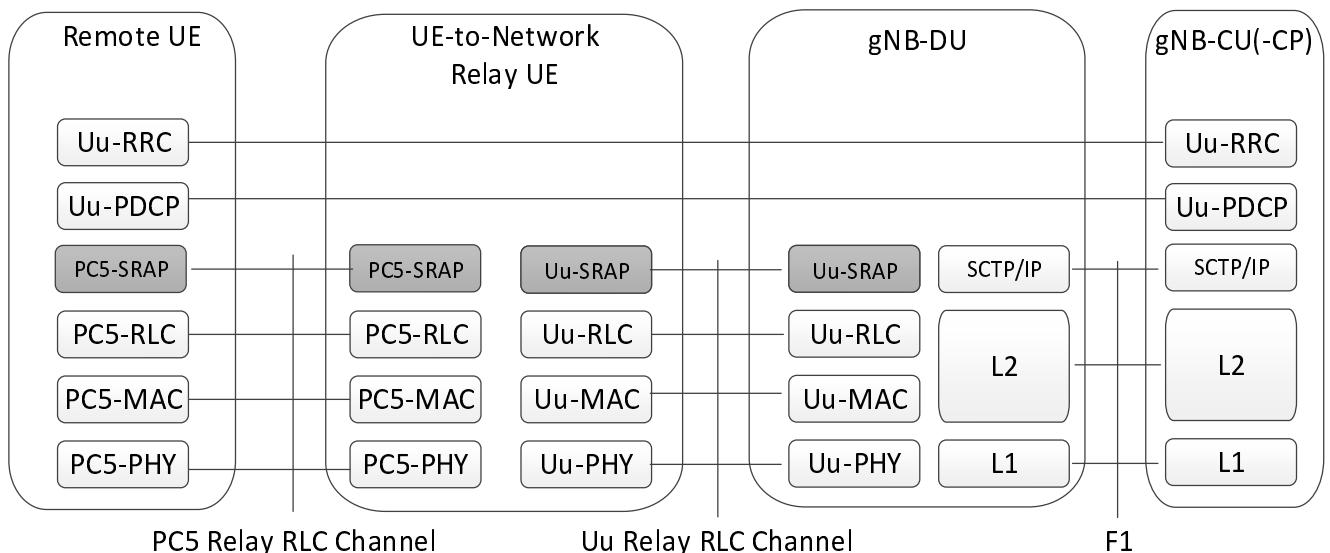 Remote UE
UE-to-Network
Relay UE
gNB-DU
gNB-CU(-CP)
Uu-RRC
Uu-RRC
Uu-PDCP
Uu-PDCP
PC5-SRAP
PC5-SRAP
Uu-SRAP
Uu-SRAP
SCTP/IP
SCTP/IP
PC5-RLC
PC5-RLC
Uu-RLC
Uu-RLC
L2
L2
PC5-MAC
PC5-MAC
Uu-MAC
Uu-MAC
PC5-PHY
PC5-PHY
Uu-PHY
Uu-PHY
L1
L1
PC5 Relay RLC Channel
Uu Relay RLC Channel
F1